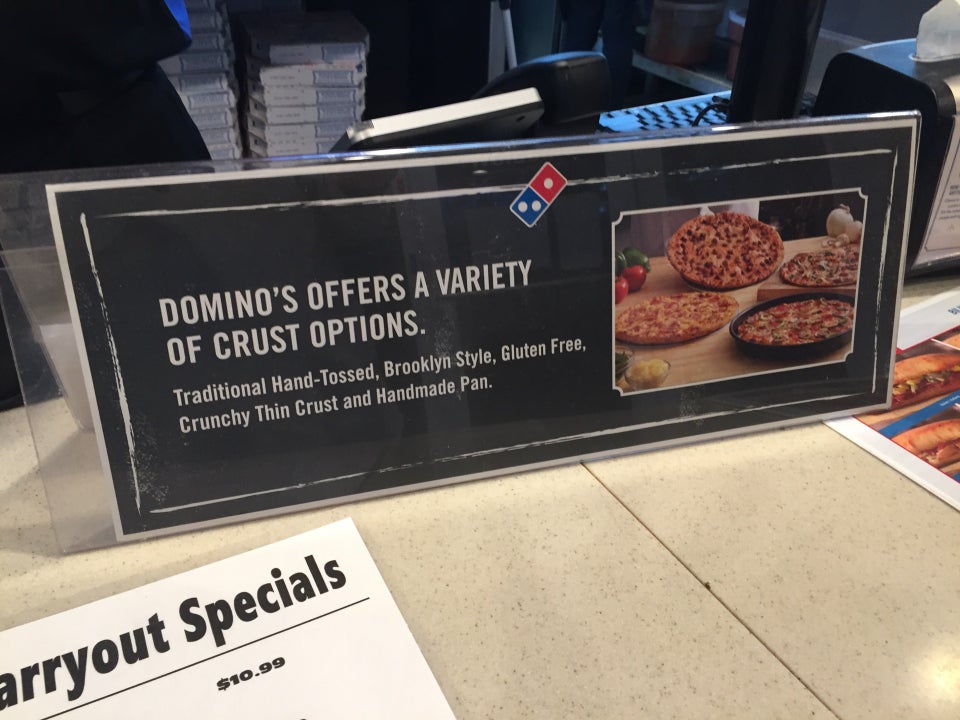 DOMINO'S OFFERS A VARIETY
OF CRUST OPTIONS.
Traditional Hand-Tossed, Brooklyn Style, Gluten Free,
Crunchy Thin Crust and Handmade Pan.
arryout Specials
$10.99